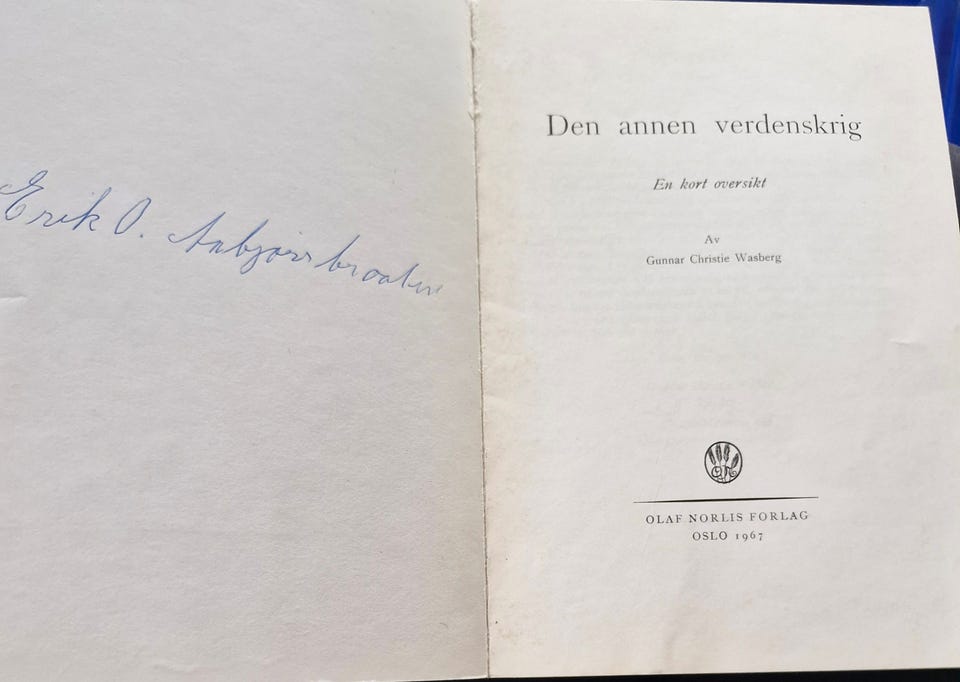 Erik O.
Den annen verdenskrig
En kort oversikt
Av
Gunnar Christie Wasberg
OLAF NORLIS FORLAG
OSLO 1967